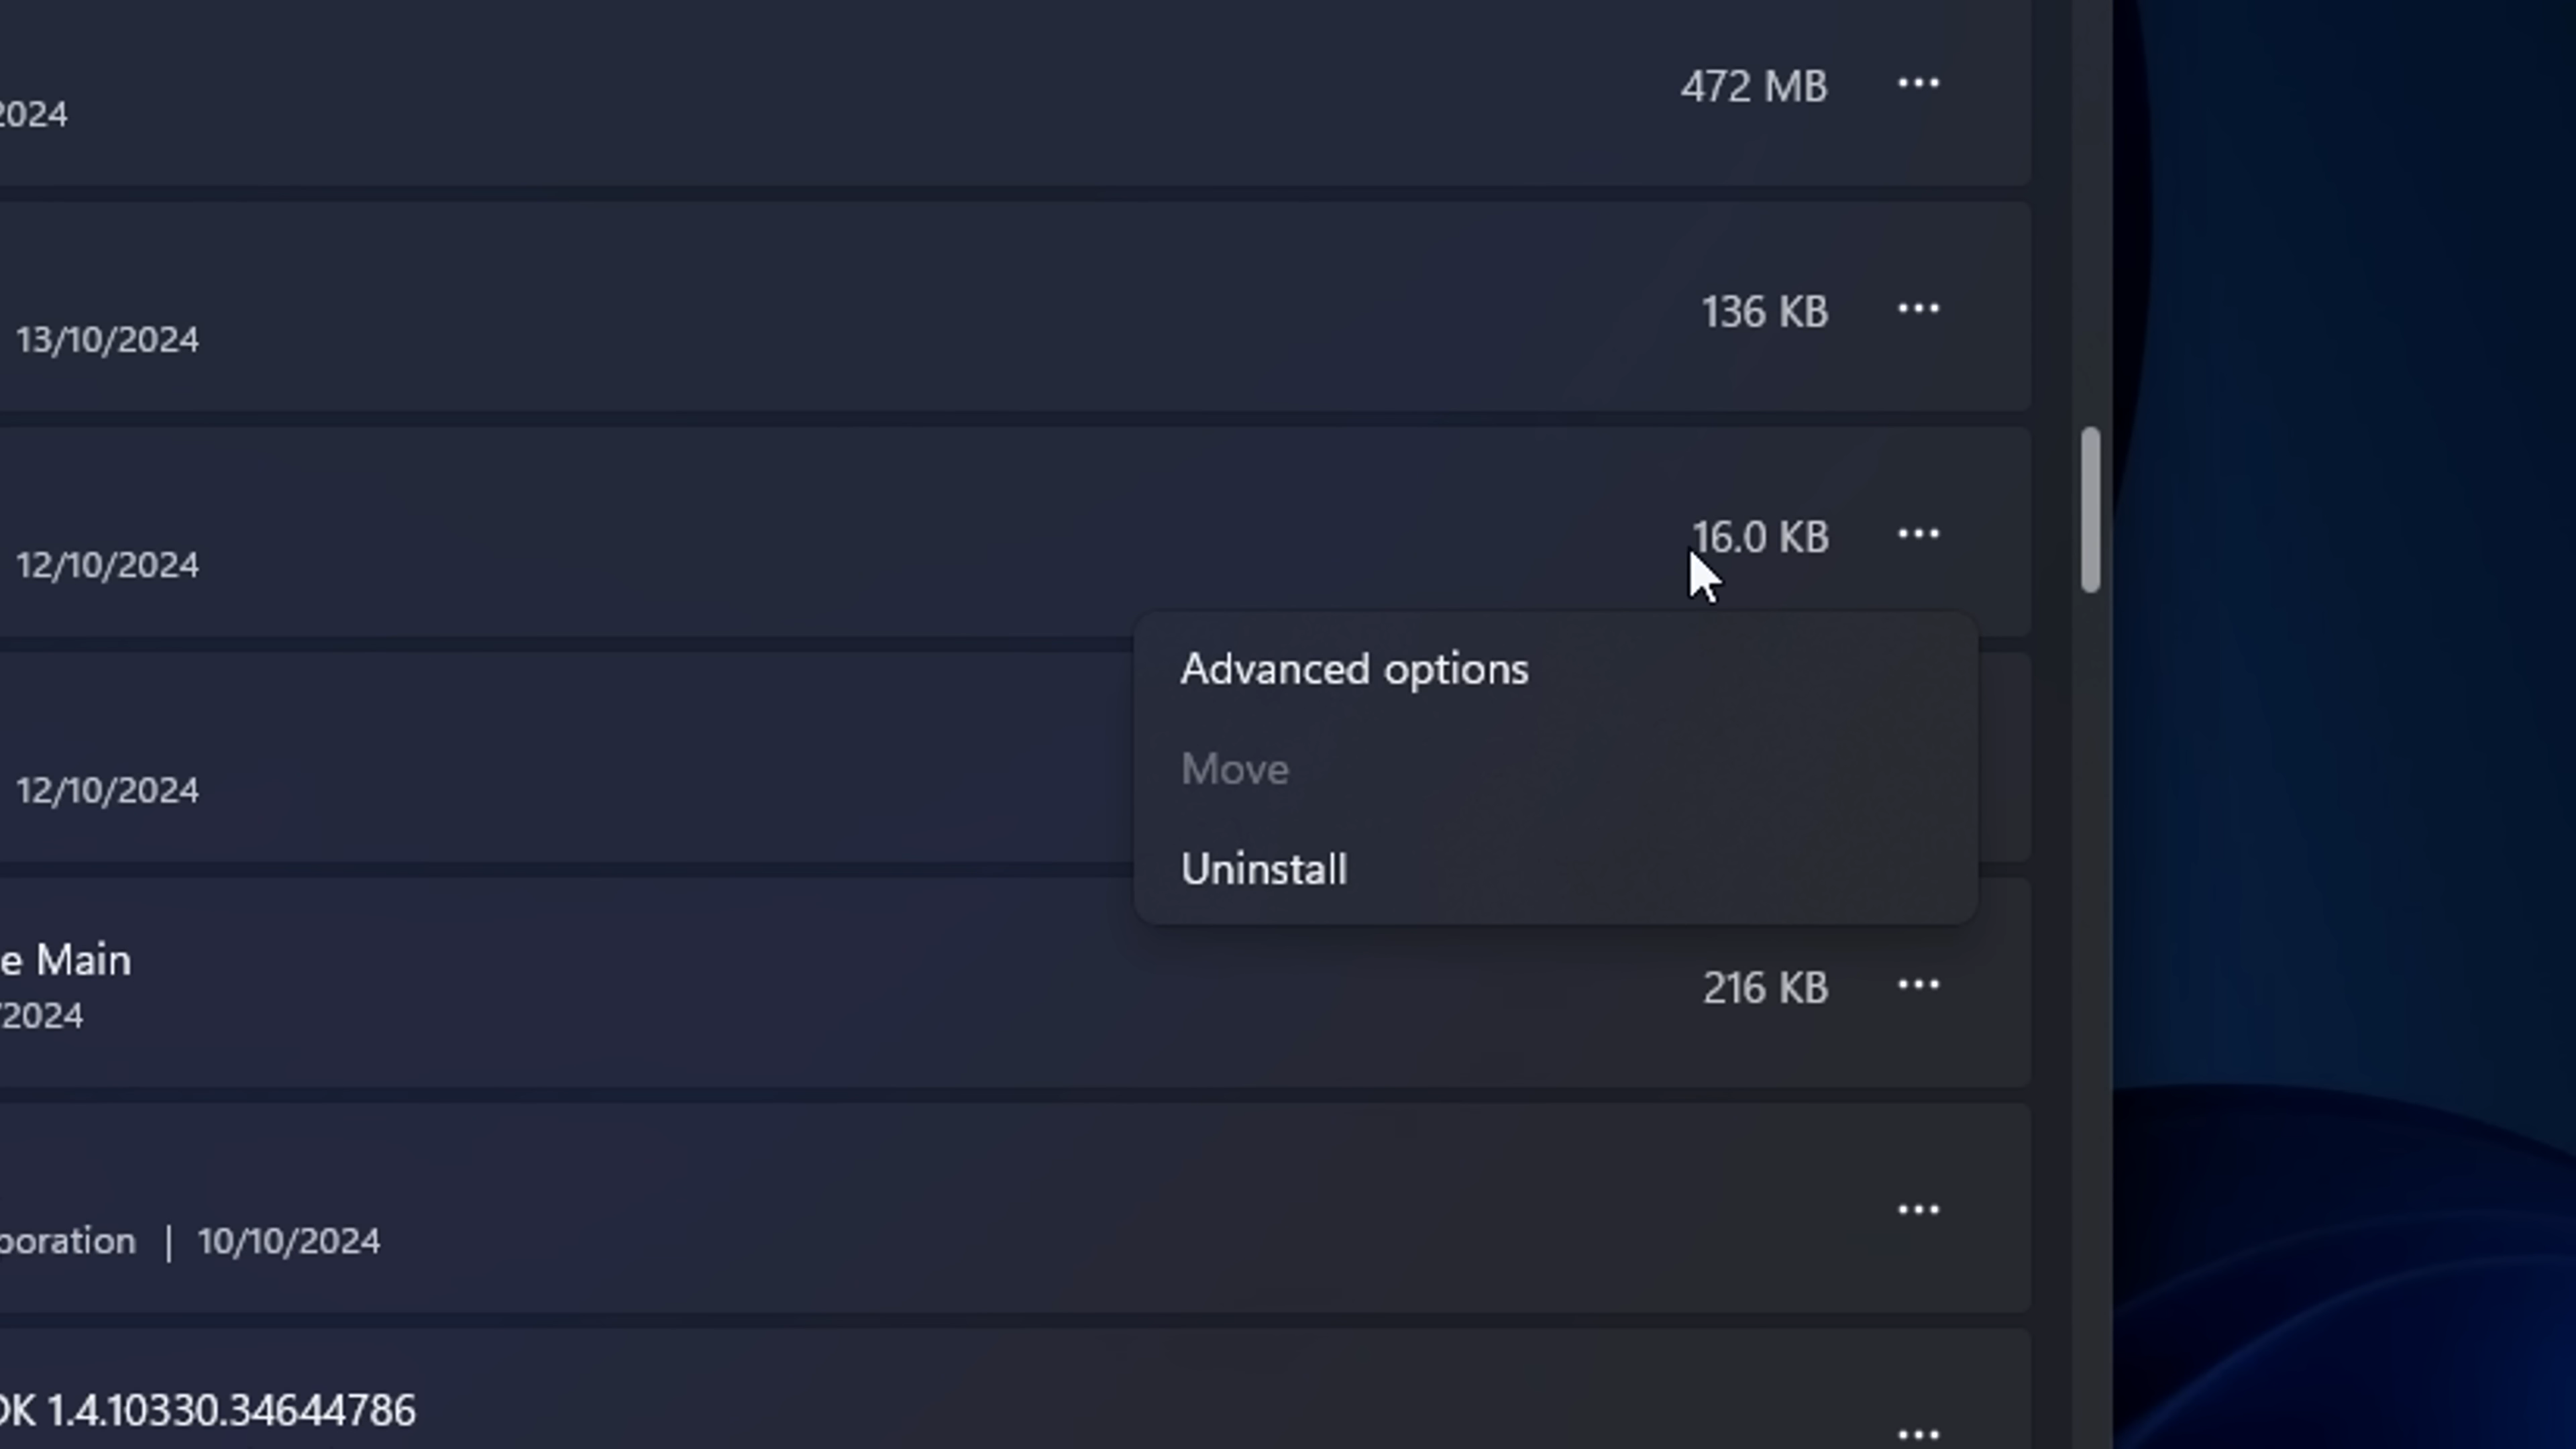 472 MB
2024
136 KB
13/10/2024
16.0 KB
12/10/2024
Advanced options
Move
12/10/2024
Uninstall
e Main
216 KB
/2024
poration | 10/10/2024
DK 1.4.10330.34644786